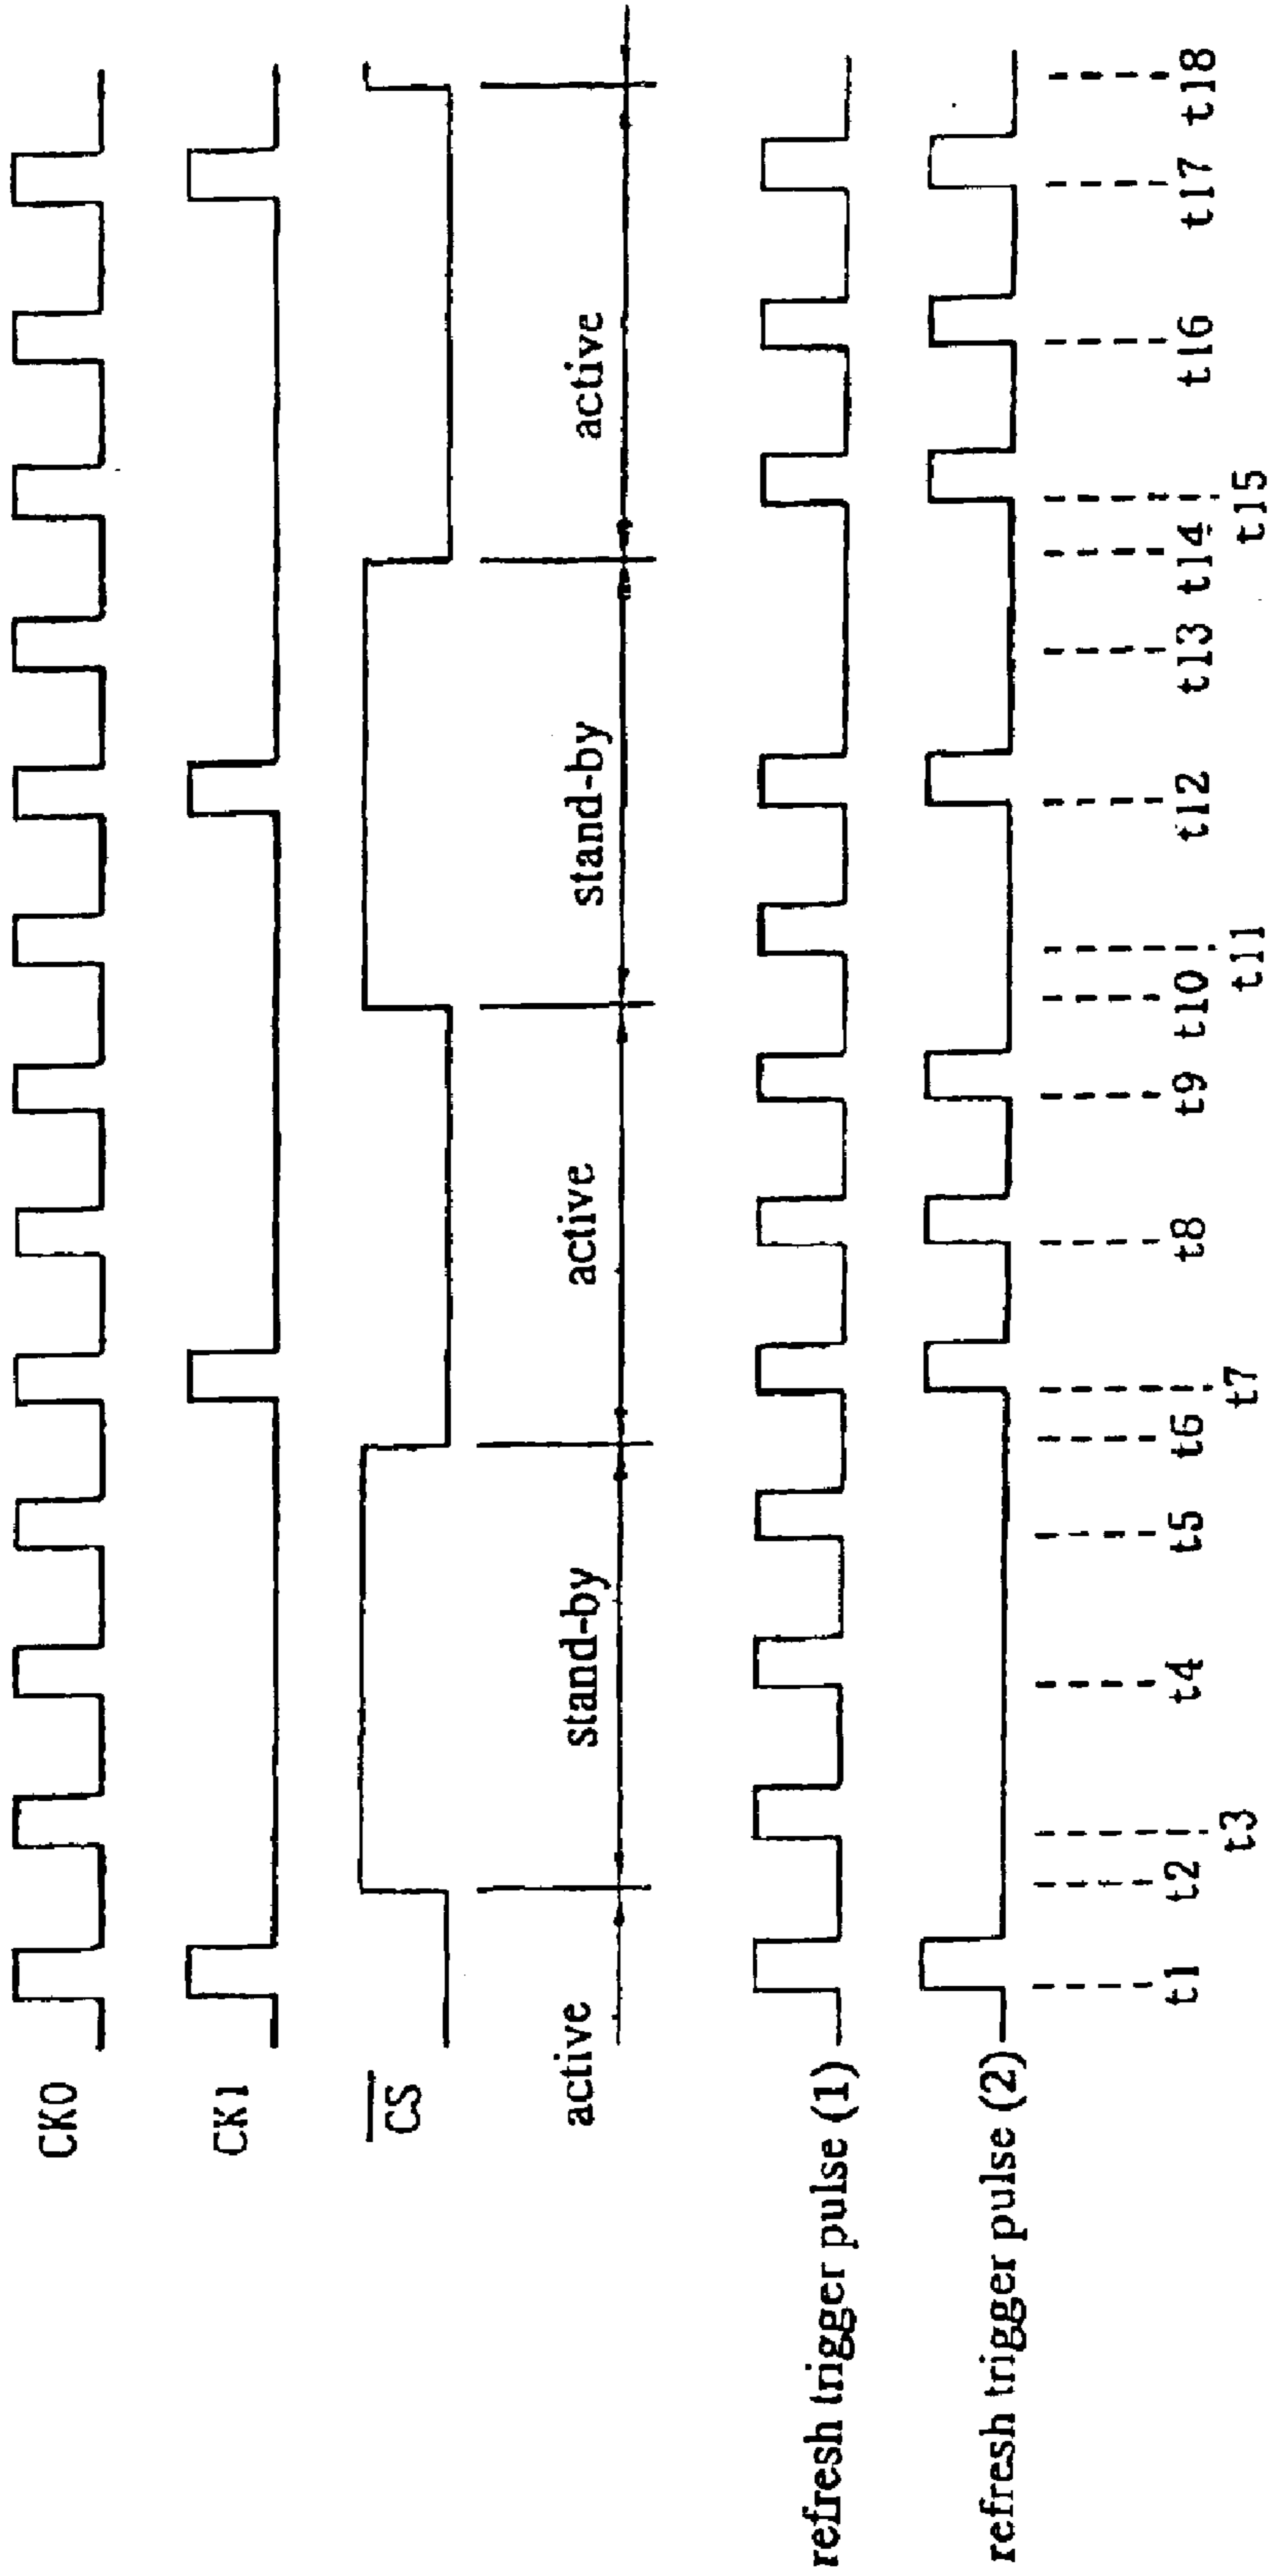 CK0
CK1
CS
active
stand-by
active
stand-by
active
refresh trigger pulse (1)
refresh trigger pulse (2)
t1
t2
t3
t4
t5
t6
t7
t8
t9
t10
t11
t12
t13
t14
t15
t16
t17
t18